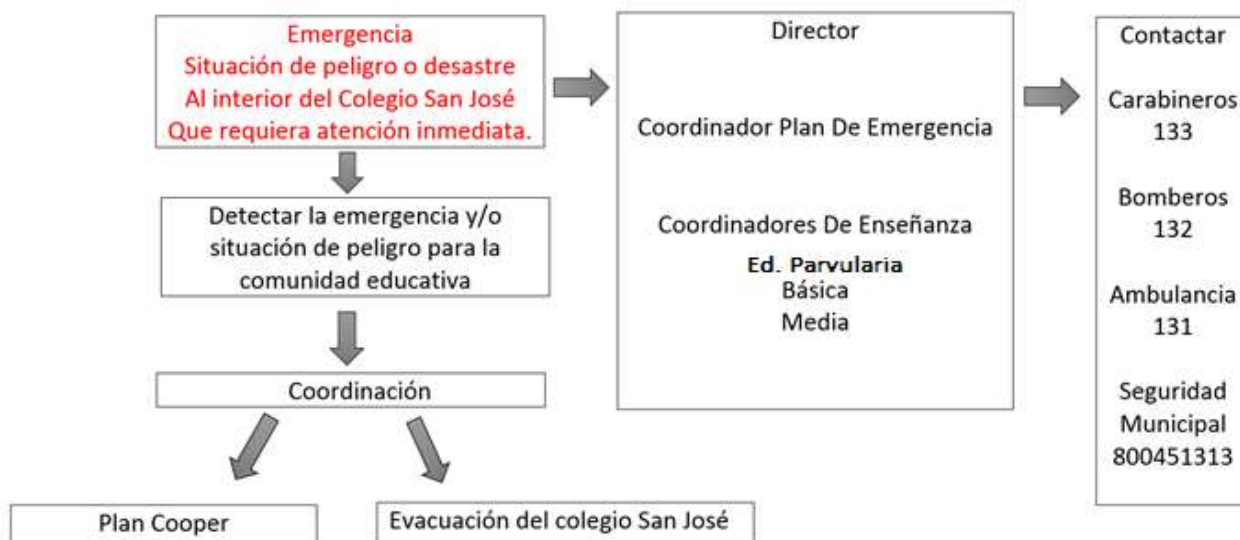 Emergencia
Situación de peligro o desastre
Al interior del Colegio San José
Que requiera atención inmediata.
Detectar la emergencia y/o
situación de peligro para la
comunidad educativa
Coordinación
Plan Cooper
Evacuación del colegio San José
Director
Coordinador Plan De Emergencia
Coordinadores De Enseñanza
Ed. Parvularia
Básica
Media
Contactar
Carabineros
133
Bomberos
132
Ambulancia
131
Seguridad
Municipal
800451313